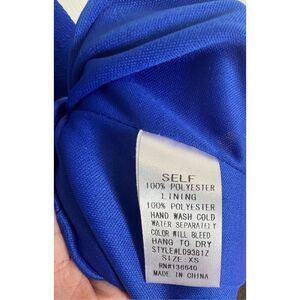 SELF
100% POLYESTER
LINING
100% POLYESTER
HAND WASH COLD
WATER SEPARATELY
COLOR WILL BLEED
HANG TO DRY
STYLE#LD9381Z
SIZE: XS
RN#136640
MADE IN CHINA